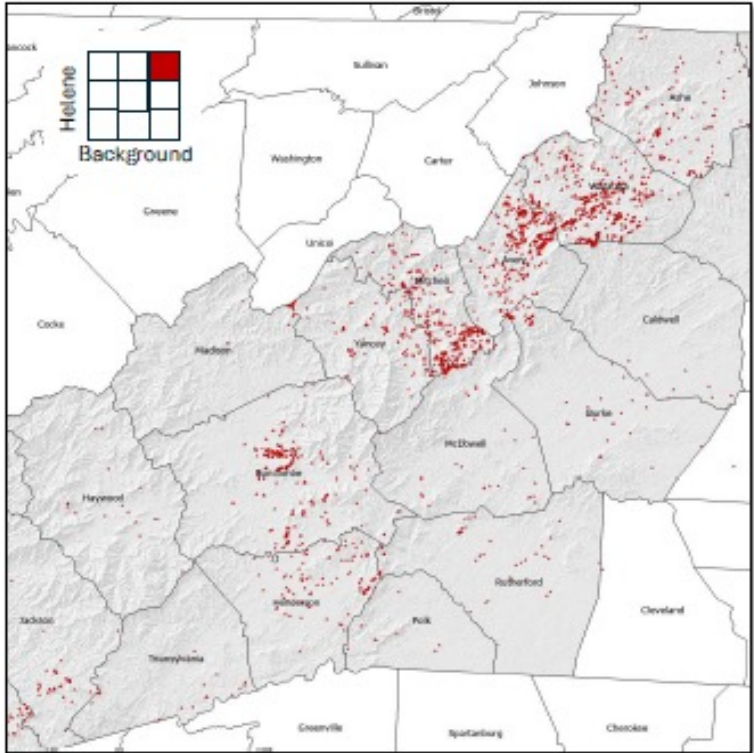 Bristol
Sullivan
Johnson
Ashe
Helene
Background
Washington
Carter
Watauga
Greene
Unicoi
Avery
Mitchell
Cocke
Caldwell
Madison
Yancey
Burke
McDowell
Buncombe
Haywood
Rutherford
Henderson
Cleveland
Jackson
Polk
Transylvania
Greenville
Spartanburg
Cherokee